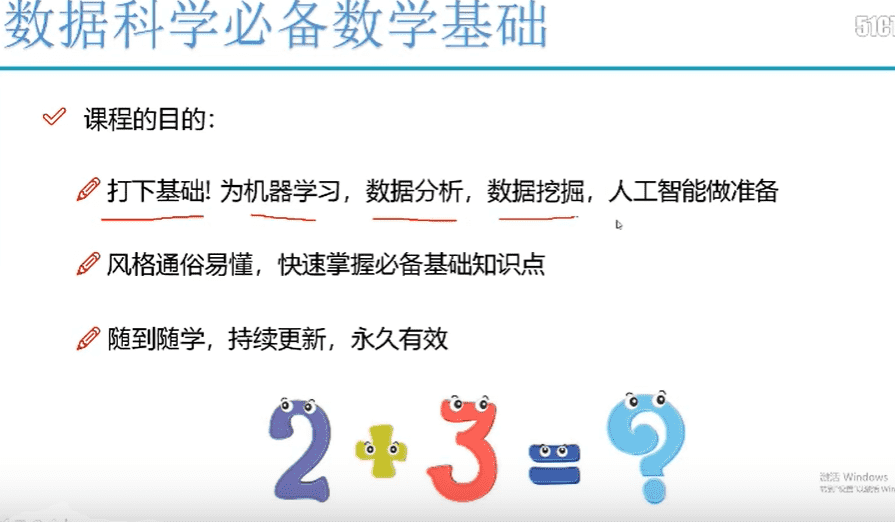 数据科学必备数学基础
51CT
课程的目的：
打下基础! 为机器学习，数据分析，数据挖掘，人工智能做准备
风格通俗易懂，快速掌握必备基础知识点
随到随学，持续更新，永久有效
2 + 3 = ?
激活 Windows
转到"设置"以激活 Win